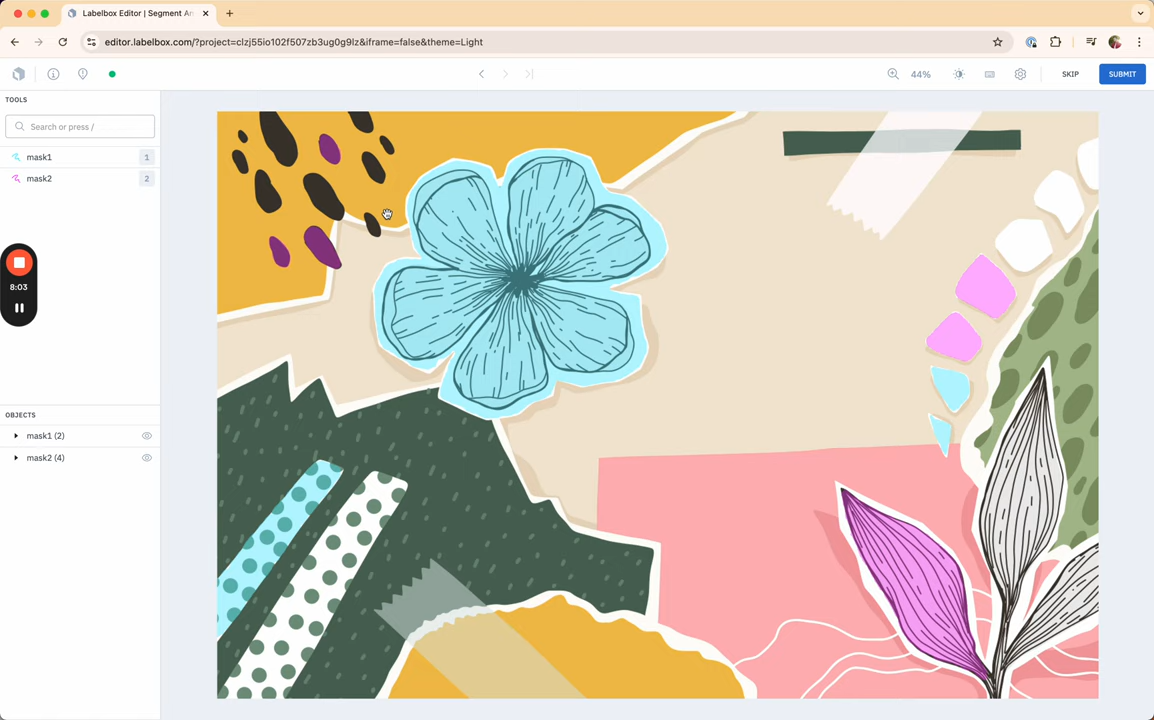 Labelbox Editor | Segment An
editor.labelbox.com/?project=clzj55io102f507zb3ug0g9lz&iframe=false&theme=Light
44%
SKIP
SUBMIT
TOOLS
Search or press /
mask1
1
mask2
2
8:03
OBJECTS
mask1 (2)
mask2 (4)